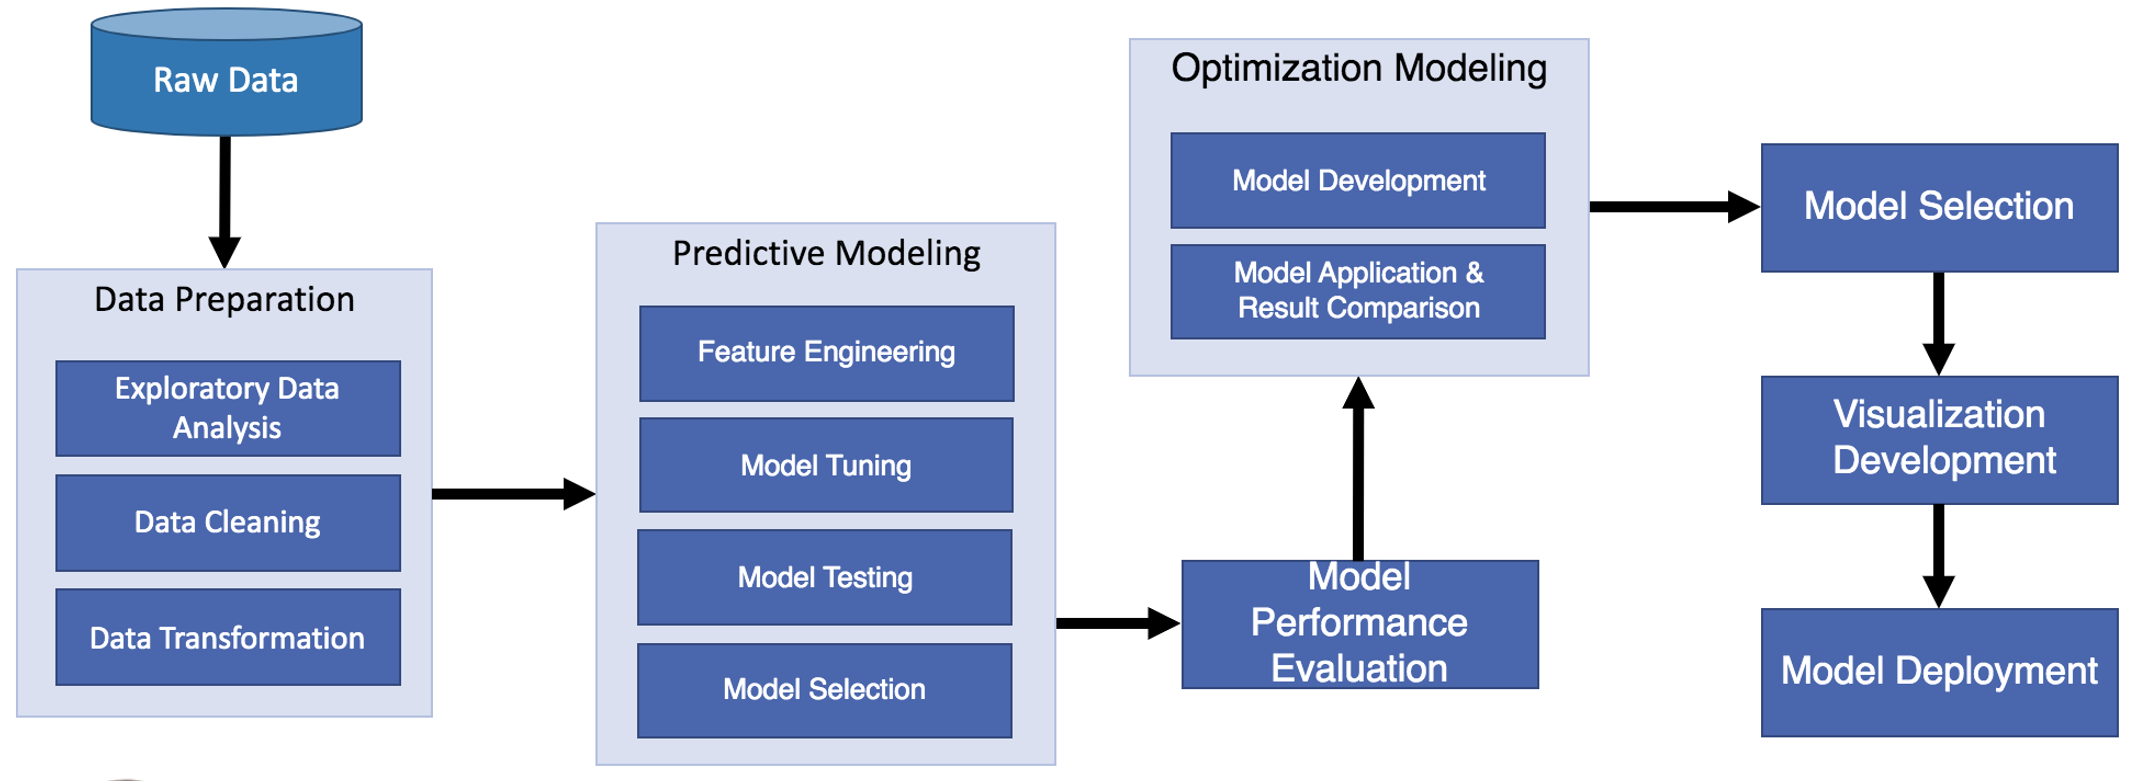 Raw Data
Data Preparation
Exploratory Data
Analysis
Data Cleaning
Data Transformation
Predictive Modeling
Feature Engineering
Model Tuning
Model Testing
Model Selection
Model
Performance
Evaluation
Optimization Modeling
Model Development
Model Application &
Result Comparison
Model Selection
Visualization
Development
Model Deployment